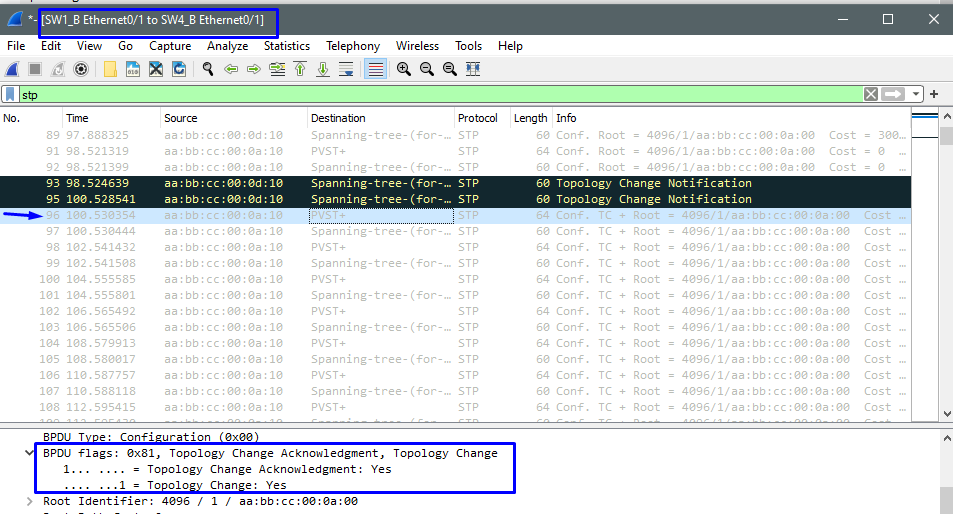 *- [SW1_B Ethernet0/1 to SW4_B Ethernet0/1]
File Edit View Go Capture Analyze Statistics Telephony Wireless Tools Help
stp
No. Time Source Destination Protocol Length Info
89 97.888325 aa:bb:cc:00:0d:10 Spanning-tree-(for-… STP 60 Conf. Root = 4096/1/aa:bb:cc:00:0a:00 Cost = 300…
91 98.521319 aa:bb:cc:00:0a:10 PVST+ STP 64 Conf. Root = 4096/1/aa:bb:cc:00:0a:00 Cost = 0 …
92 98.521399 aa:bb:cc:00:0a:10 Spanning-tree-(for-… STP 60 Conf. Root = 4096/1/aa:bb:cc:00:0a:00 Cost = 0 …
93 98.524639 aa:bb:cc:00:0d:10 Spanning-tree-(for-… STP 60 Topology Change Notification
95 100.528541 aa:bb:cc:00:0d:10 Spanning-tree-(for-… STP 60 Topology Change Notification
96 100.530354 aa:bb:cc:00:0a:10 PVST+ STP 64 Conf. TC + Root = 4096/1/aa:bb:cc:00:0a:00 Cost …
97 100.530444 aa:bb:cc:00:0a:10 Spanning-tree-(for-… STP 60 Conf. TC + Root = 4096/1/aa:bb:cc:00:0a:00 Cost …
98 102.541432 aa:bb:cc:00:0a:10 PVST+ STP 64 Conf. TC + Root = 4096/1/aa:bb:cc:00:0a:00 Cost …
99 102.541508 aa:bb:cc:00:0a:10 Spanning-tree-(for-… STP 60 Conf. TC + Root = 4096/1/aa:bb:cc:00:0a:00 Cost …
100 104.555585 aa:bb:cc:00:0a:10 PVST+ STP 64 Conf. TC + Root = 4096/1/aa:bb:cc:00:0a:00 Cost …
101 104.555801 aa:bb:cc:00:0a:10 Spanning-tree-(for-… STP 60 Conf. TC + Root = 4096/1/aa:bb:cc:00:0a:00 Cost …
102 106.565492 aa:bb:cc:00:0a:10 PVST+ STP 64 Conf. TC + Root = 4096/1/aa:bb:cc:00:0a:00 Cost …
103 106.565506 aa:bb:cc:00:0a:10 Spanning-tree-(for-… STP 60 Conf. TC + Root = 4096/1/aa:bb:cc:00:0a:00 Cost …
104 108.579913 aa:bb:cc:00:0a:10 PVST+ STP 64 Conf. TC + Root = 4096/1/aa:bb:cc:00:0a:00 Cost …
105 108.580017 aa:bb:cc:00:0a:10 Spanning-tree-(for-… STP 60 Conf. TC + Root = 4096/1/aa:bb:cc:00:0a:00 Cost …
106 110.587757 aa:bb:cc:00:0a:10 PVST+ STP 64 Conf. TC + Root = 4096/1/aa:bb:cc:00:0a:00 Cost …
107 110.588118 aa:bb:cc:00:0a:10 Spanning-tree-(for-… STP 60 Conf. TC + Root = 4096/1/aa:bb:cc:00:0a:00 Cost …
108 112.595415 aa:bb:cc:00:0a:10 PVST+ STP 64 Conf. TC + Root = 4096/1/aa:bb:cc:00:0a:00 Cost …
BPDU Type: Configuration (0x00)
BPDU flags: 0x81, Topology Change Acknowledgment, Topology Change
1... .... = Topology Change Acknowledgment: Yes
.... ...1 = Topology Change: Yes
Root Identifier: 4096 / 1 / aa:bb:cc:00:0a:00